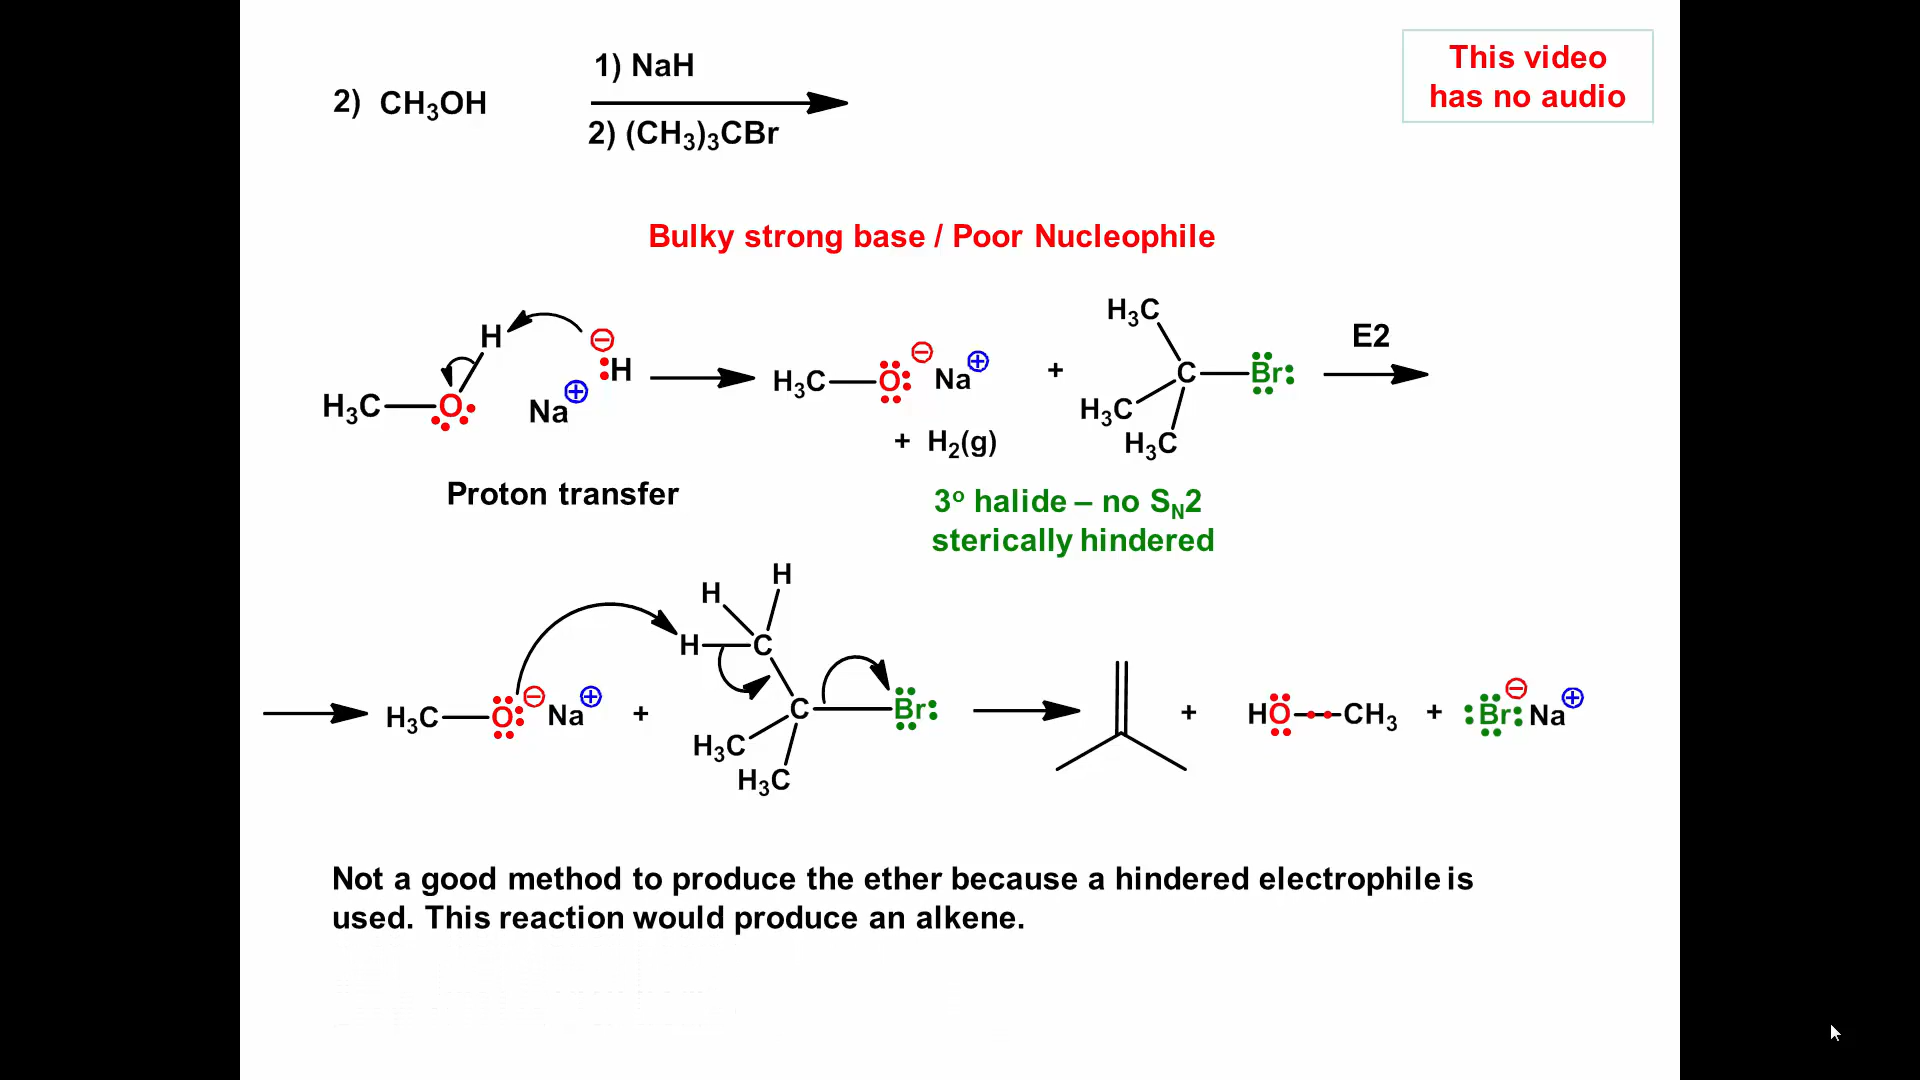 This video
has no audio
1) NaH
2) CH₃OH
2) (CH₃)₃CBr
Bulky strong base / Poor Nucleophile
H₃C
H
H ⊖
:H
H₃C—O
Na⊕
H₃C—O:⊖ Na⊕
+
C—Br:
E2
H₃C
+ H₂(g)
H₃C
Proton transfer
3º halide – no Sɴ2
sterically hindered
H
H
H—C
H₃C—O:⊖ Na⊕ + C—Br: + HO—CH₃ + :Br:⊖ Na⊕
H₃C
H₃C
Not a good method to produce the ether because a hindered electrophile is
used. This reaction would produce an alkene.